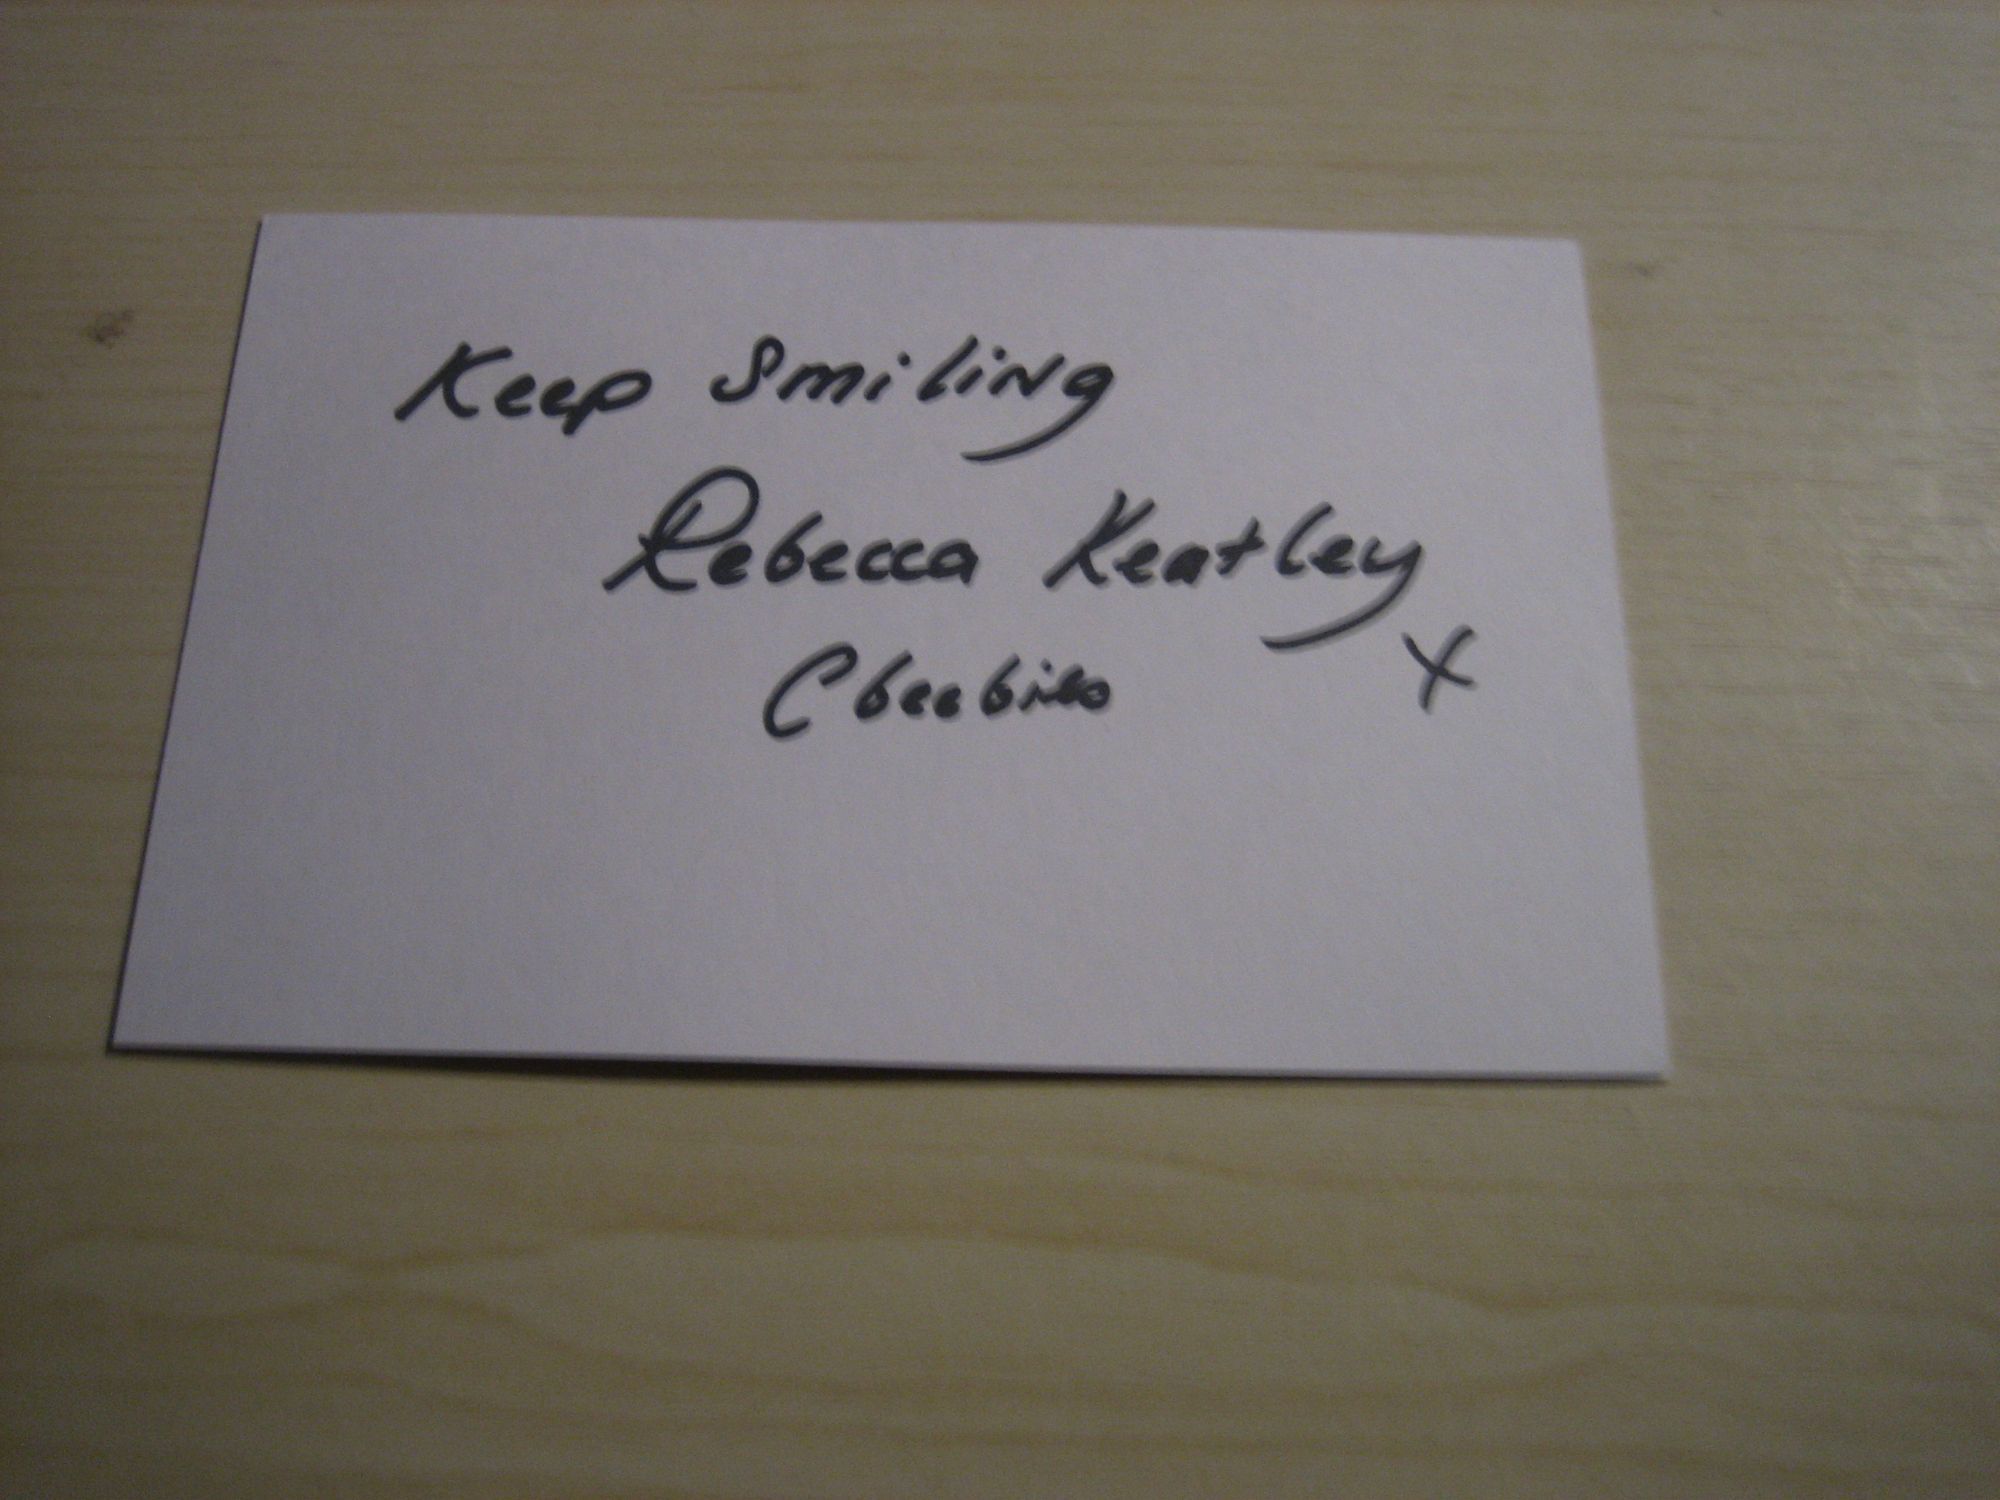 Keep Smiling
Rebecca Keatley
x
Cbeebies